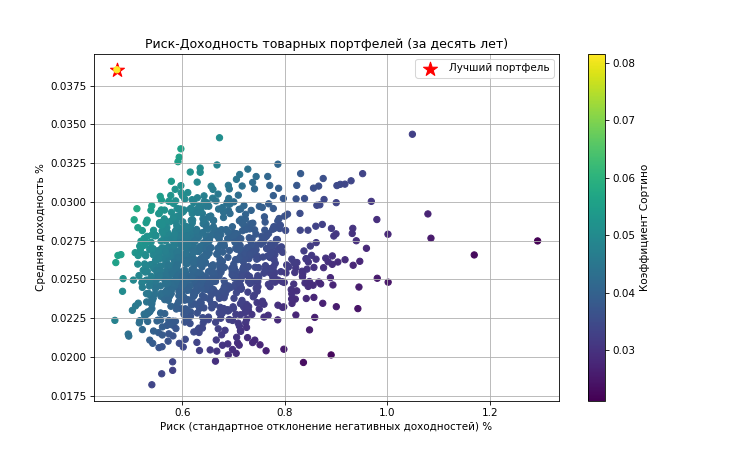 Риск-Доходность товарных портфелей (за десять лет)
Лучший портфель
Средняя доходность %
0.0375
0.0350
0.0325
0.0300
0.0275
0.0250
0.0225
0.0200
0.0175
0.6 0.8 1.0 1.2
Риск (стандартное отклонение негативных доходностей) %
0.08
0.07
0.06
0.05
0.04
0.03
Коэффициент Сортино